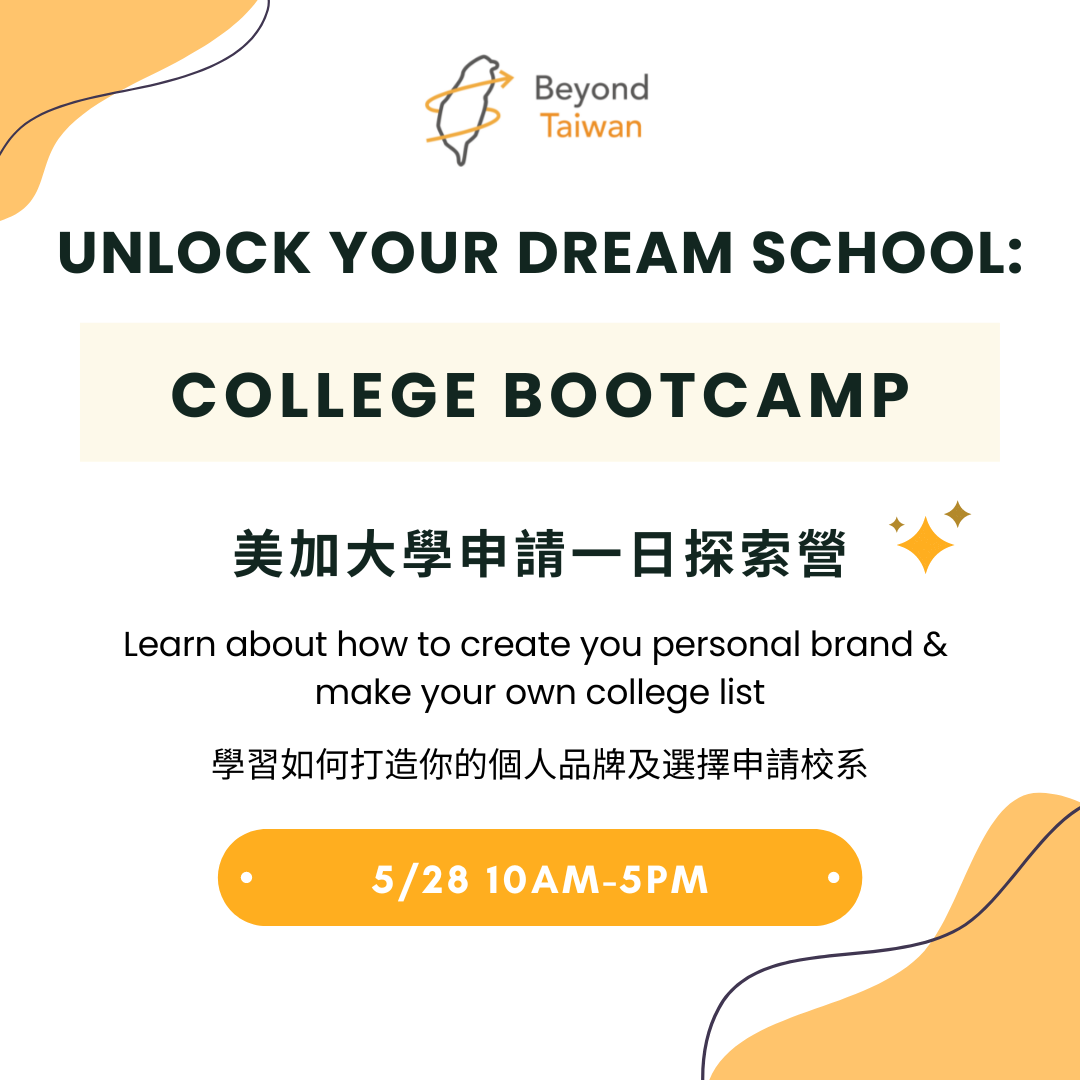 Beyond
Taiwan
UNLOCK YOUR DREAM SCHOOL:
COLLEGE BOOTCAMP
美加大學申請一日探索營
Learn about how to create you personal brand &
make your own college list
學習如何打造你的個人品牌及選擇申請校系
5/28 10AM-5PM